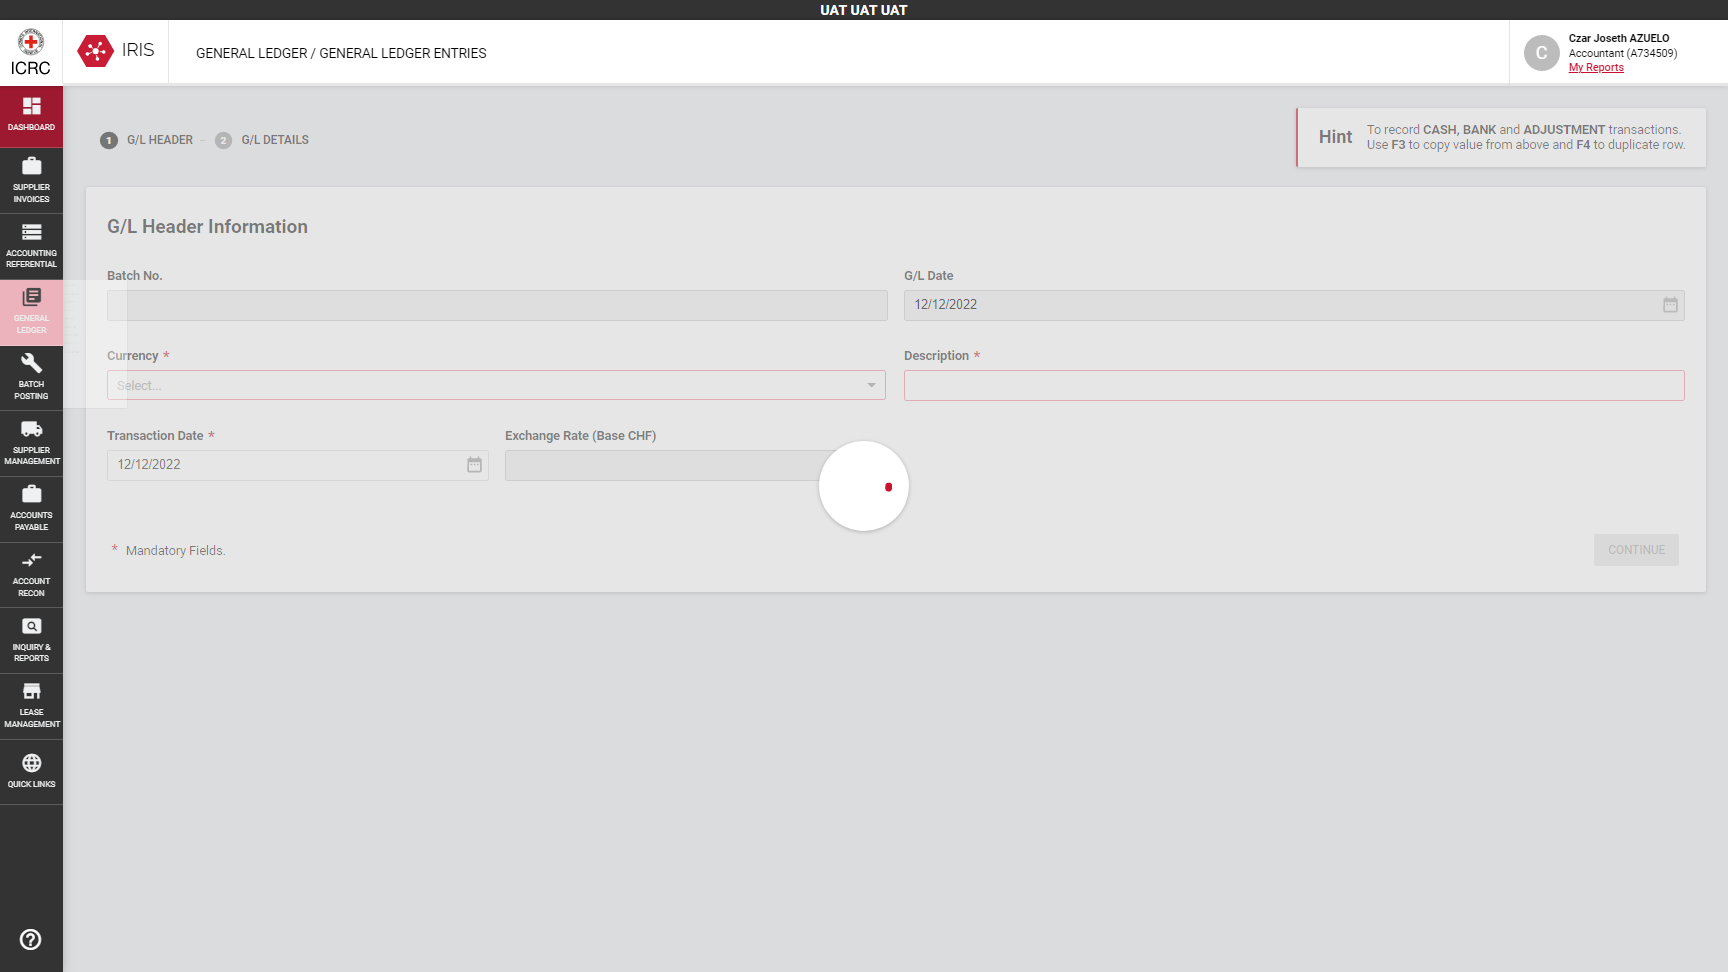 UAT UAT UAT
ICRC
IRIS
GENERAL LEDGER / GENERAL LEDGER ENTRIES
C
Czar Joseth AZUELO
Accountant (A734509)
My Reports
DASHBOARD
SUPPLIER
INVOICES
ACCOUNTING
REFERENTIAL
GENERAL
LEDGER
BATCH
POSTING
SUPPLIER
MANAGEMENT
ACCOUNTS
PAYABLE
ACCOUNT
RECON
INQUIRY &
REPORTS
LEASE
MANAGEMENT
QUICK LINKS
1 G/L HEADER - 2 G/L DETAILS
Hint
To record CASH, BANK and ADJUSTMENT transactions.
Use F3 to copy value from above and F4 to duplicate row.
G/L Header Information
Batch No.
G/L Date
12/12/2022
Currency *
Select...
Description *
Transaction Date *
12/12/2022
Exchange Rate (Base CHF)
* Mandatory Fields.
CONTINUE